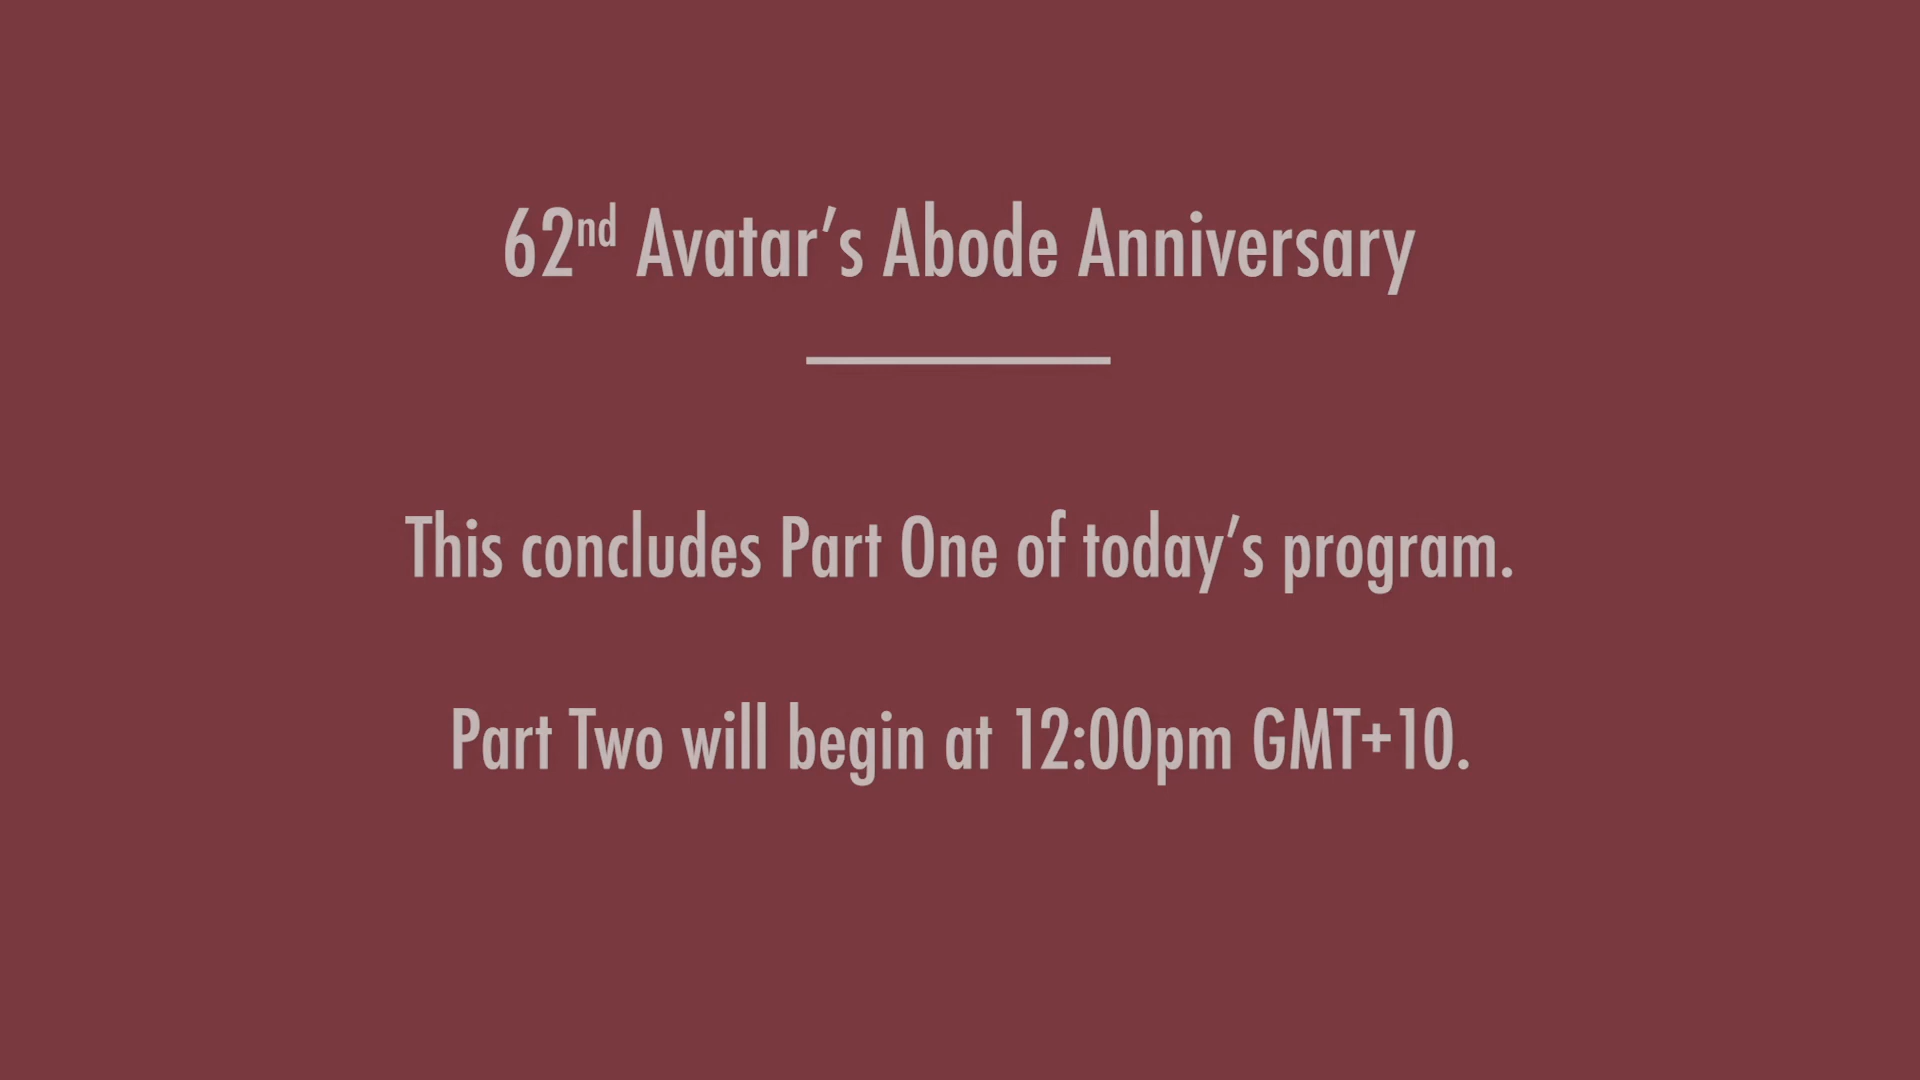 62nd Avatar’s Abode Anniversary
This concludes Part One of today’s program.
Part Two will begin at 12:00pm GMT+10.